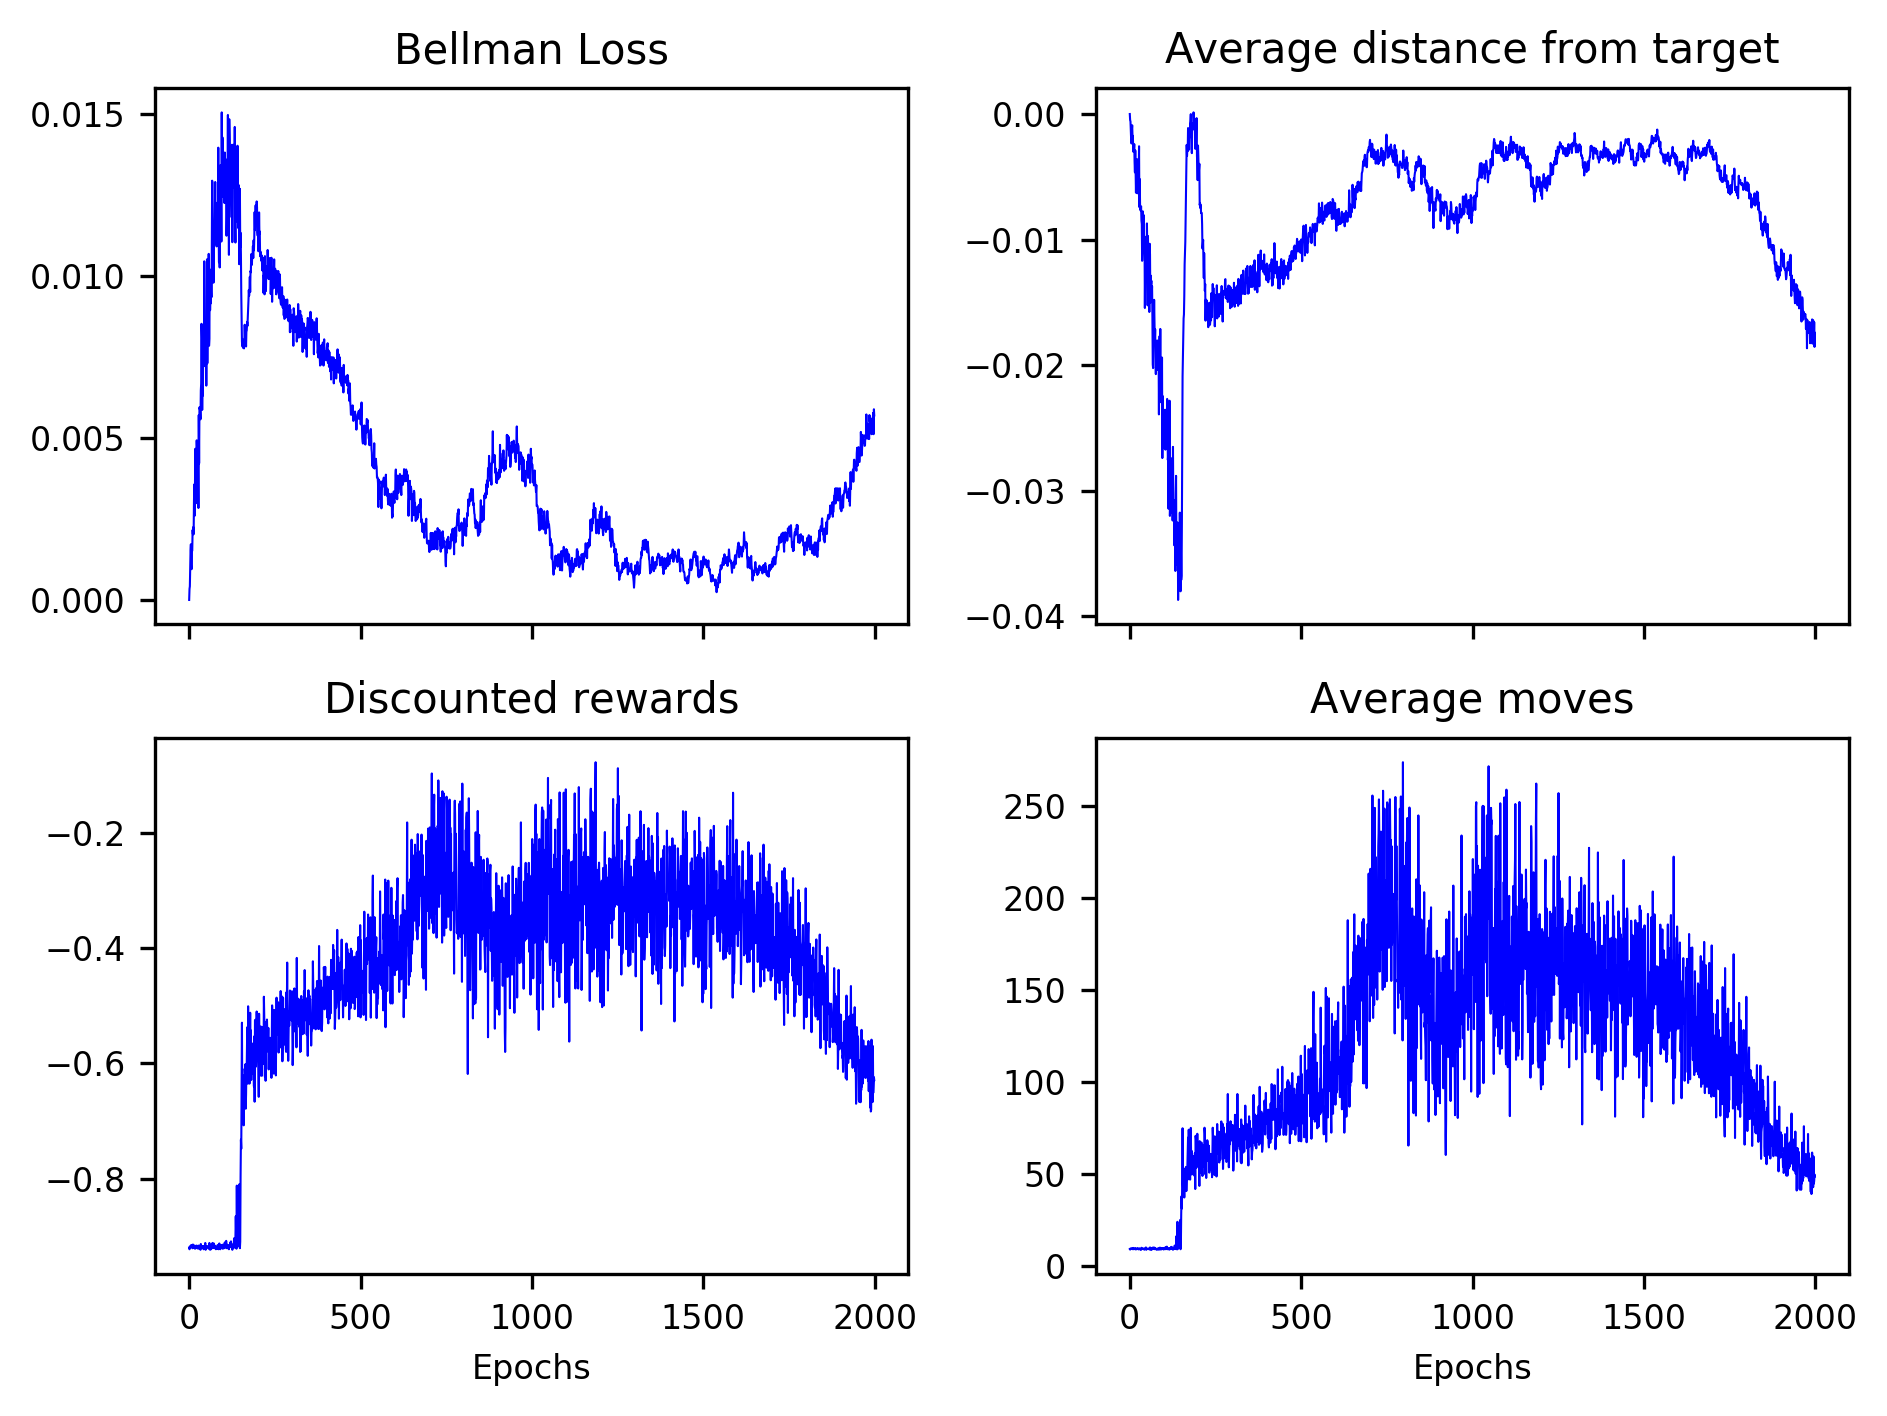 Bellman Loss
0.015
0.010
0.005
0.000
Average distance from target
0.00
−0.01
−0.02
−0.03
−0.04
Discounted rewards
−0.2
−0.4
−0.6
−0.8
0 500 1000 1500 2000
Epochs
Average moves
250
200
150
100
50
0
0 500 1000 1500 2000
Epochs